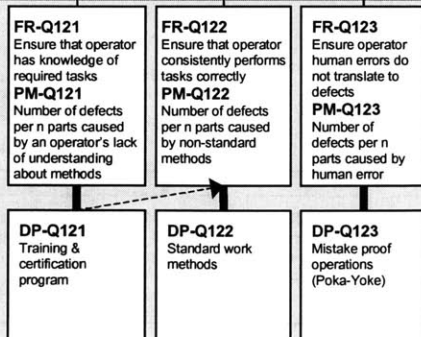 FR-Q121
Ensure that operator
has knowledge of
required tasks
PM-Q121
Number of defects
per n parts caused
by an operator's lack
of understanding
about methods
FR-Q122
Ensure that operator
consistently performs
tasks correctly
PM-Q122
Number of defects
per n parts caused
by non-standard
methods
FR-Q123
Ensure operator
human errors do
not translate to
defects
PM-Q123
Number of
defects per n
parts caused by
human error
DP-Q121
Training &
certification
program
DP-Q122
Standard work
methods
DP-Q123
Mistake proof
operations
(Poka-Yoke)